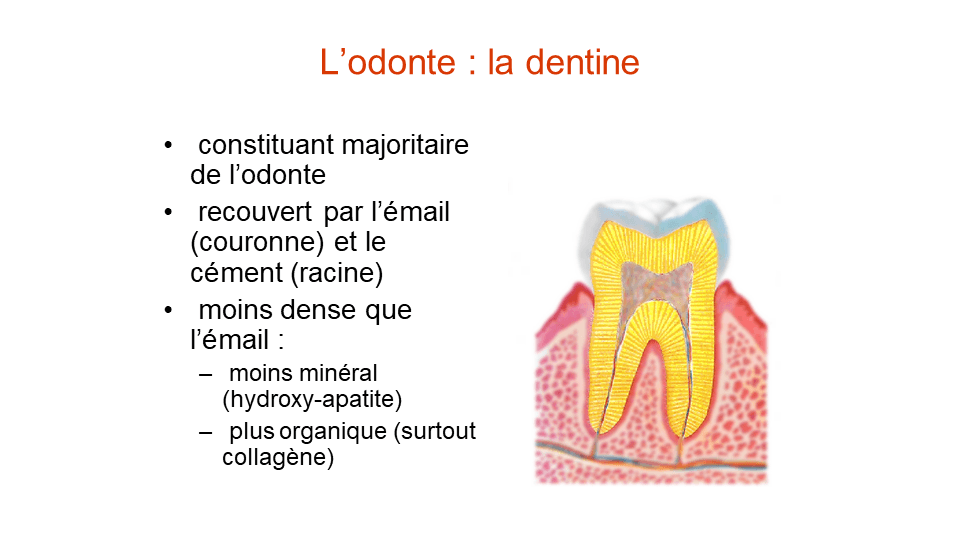 L’odonte : la dentine
• constituant majoritaire
de l’odonte
• recouvert par l’émail
(couronne) et le
cément (racine)
• moins dense que
l’émail :
– moins minéral
(hydroxy-apatite)
– plus organique (surtout
collagène)